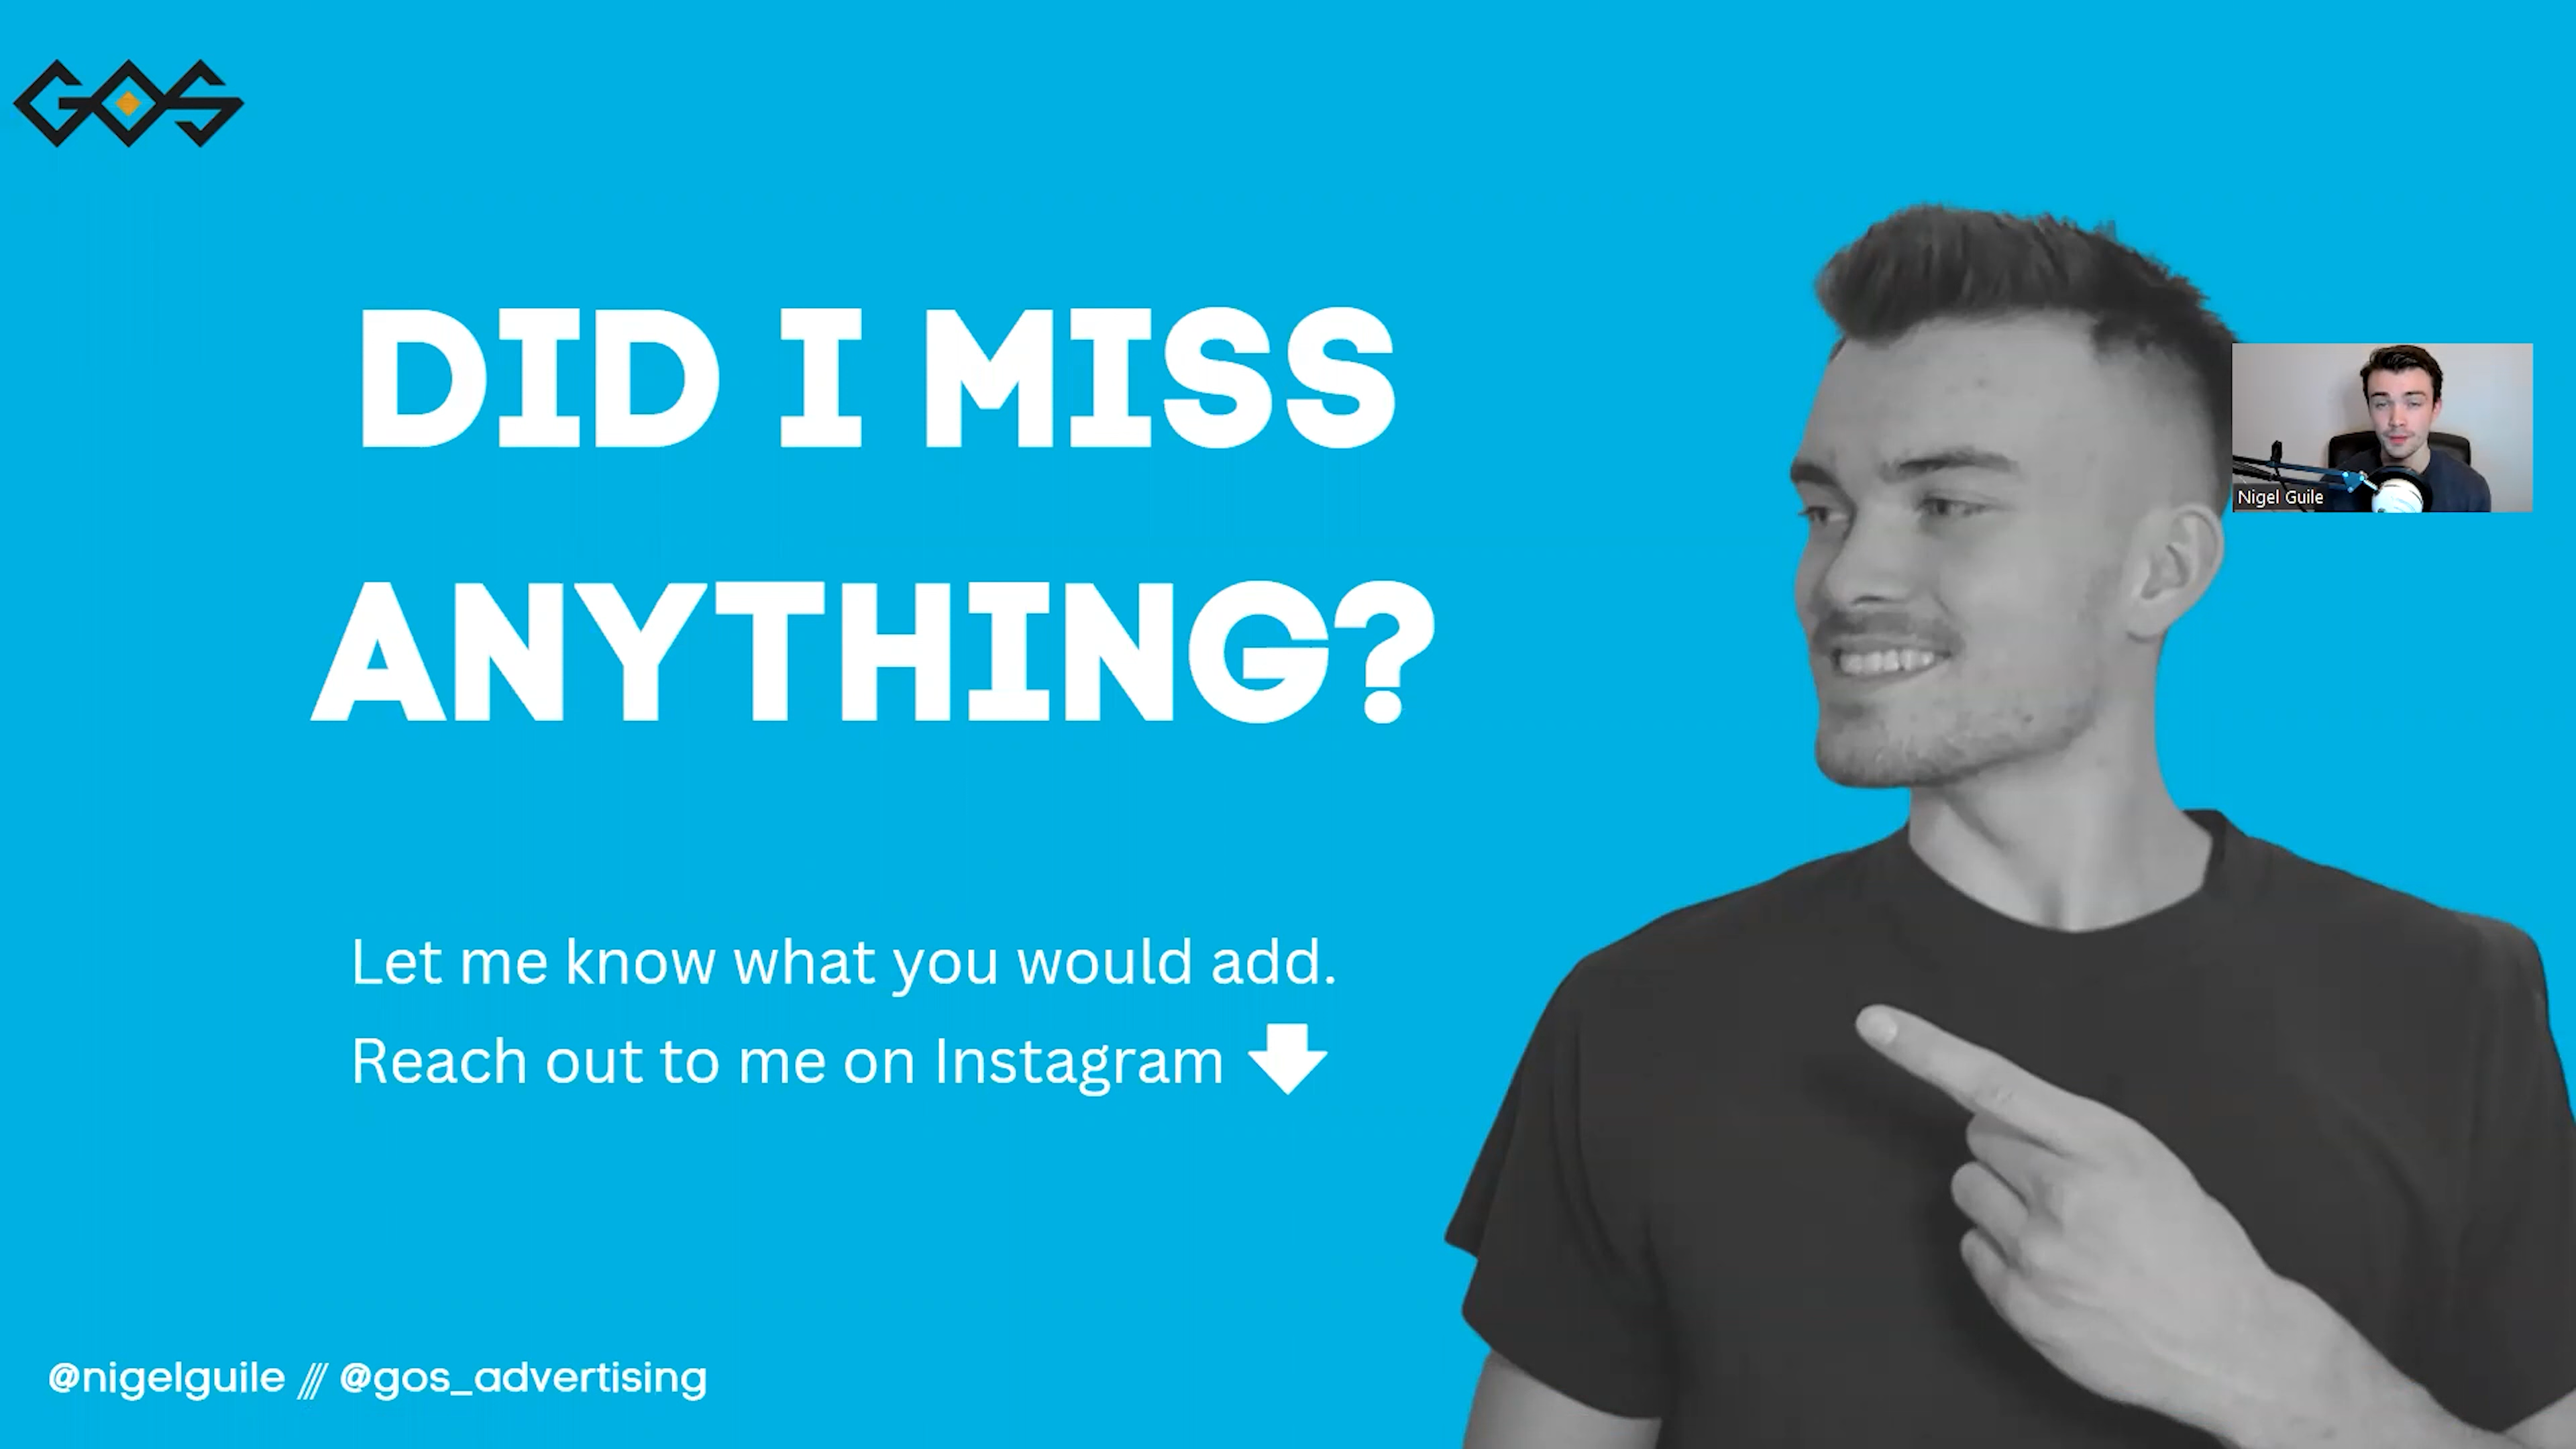 GOS
DID I MISS
ANYTHING?
Nigel Guile
Let me know what you would add.
Reach out to me on Instagram
@nigelguile /// @gos_advertising